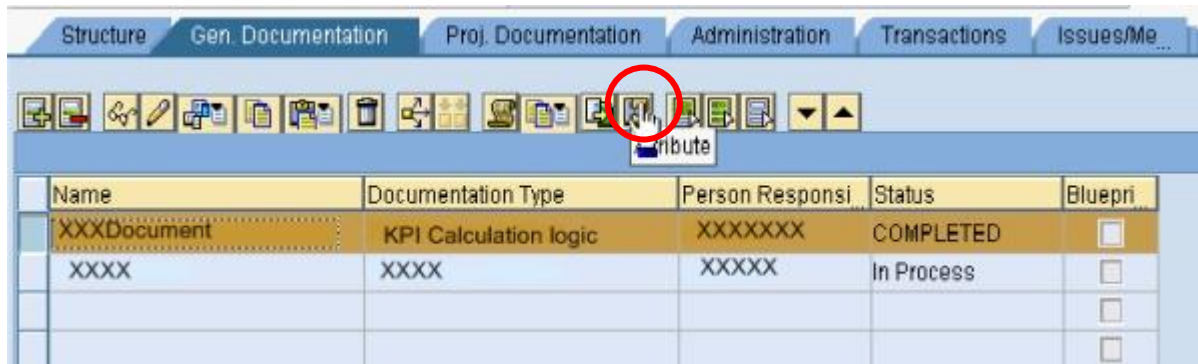 Structure Gen. Documentation Proj. Documentation Administration Transactions Issues/Me...
ribute
Name Documentation Type Person Responsi... Status Bluepri...
XXXDocument KPI Calculation logic XXXXXXX COMPLETED
XXXX XXXX XXXXX In Process